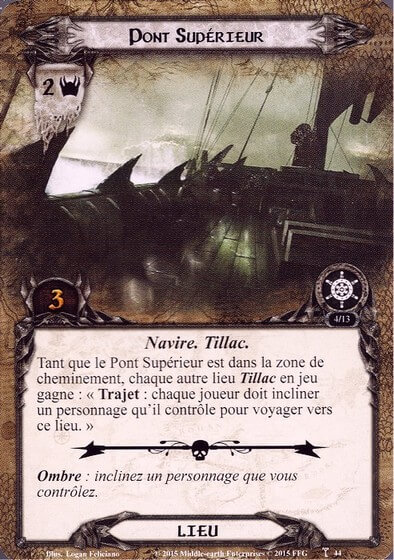 Pont Supérieur
2
3
4/13
Navire. Tillac.
Tant que le Pont Supérieur est dans la zone de
cheminement, chaque autre lieu Tillac en jeu
gagne : « Trajet : chaque joueur doit incliner
un personnage qu'il contrôle pour voyager vers
ce lieu. »
Ombre : inclinez un personnage que vous
contrôlez.
LIEU
Illus. Logan Feliciano
© 2015 Middle-earth Enterprises © 2015 FFG
44